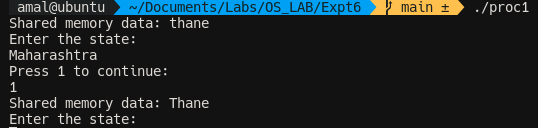 amal@ubuntu ~/Documents/Labs/OS_LAB/Expt6 main ± ./proc1
Shared memory data: thane
Enter the state:
Maharashtra
Press 1 to continue:
1
Shared memory data: Thane
Enter the state: